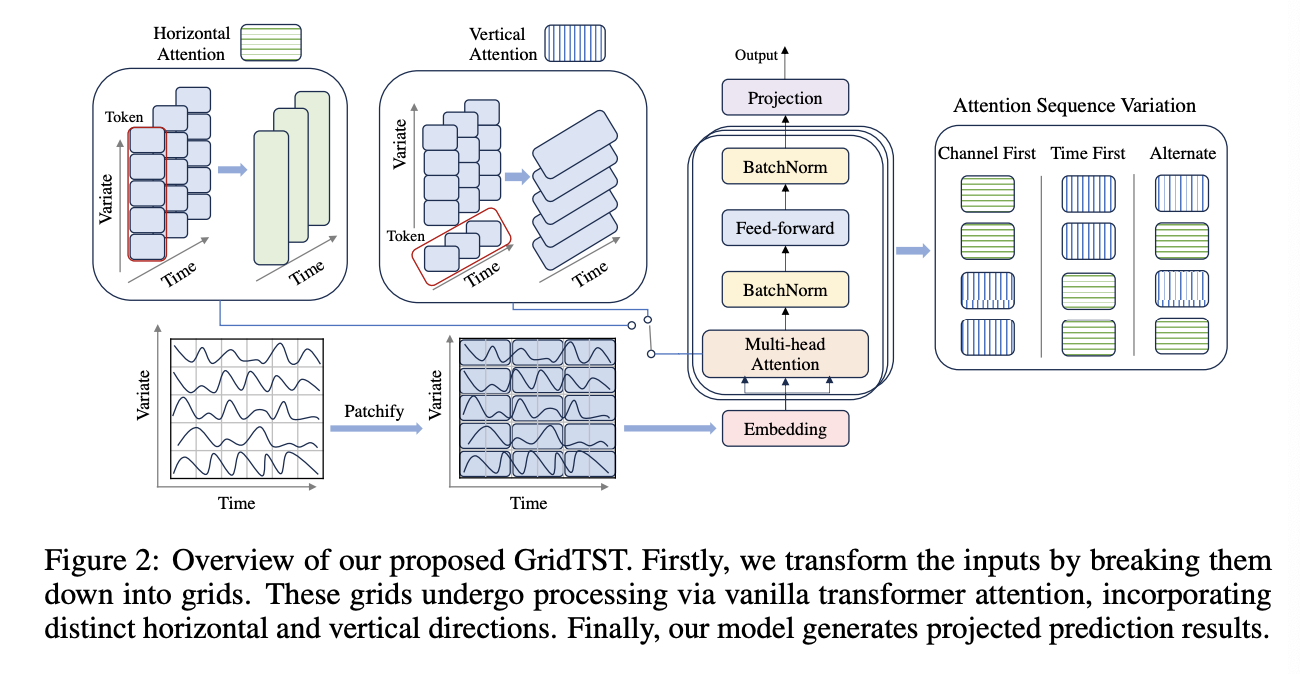 Horizontal
Attention
Token
Variate
Time
Time
Vertical
Attention
Variate
Token
Time
Time
Output
Projection
BatchNorm
Feed-forward
BatchNorm
Multi-head
Attention
Embedding
Attention Sequence Variation
Channel First
Time First
Alternate
Variate
Time
Patchify
Variate
Time
Figure 2: Overview of our proposed GridTST. Firstly, we transform the inputs by breaking them
down into grids. These grids undergo processing via vanilla transformer attention, incorporating
distinct horizontal and vertical directions. Finally, our model generates projected prediction results.